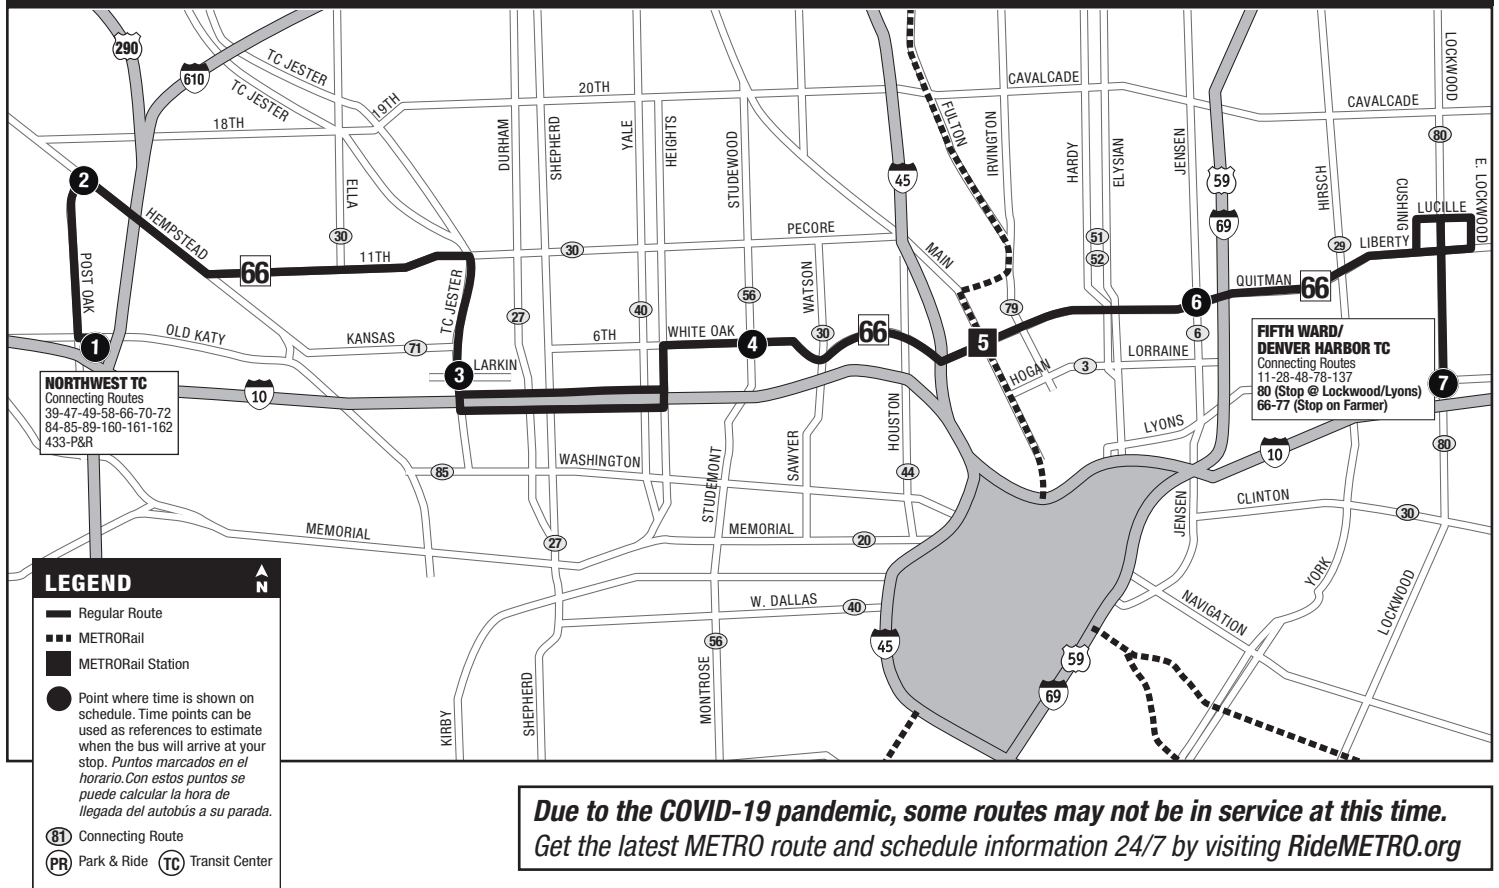 290
610
TC JESTER
TC JESTER
19TH
18TH
20TH
CAVALCADE
CAVALCADE
LOCKWOOD
80
DURHAM
SHEPHERD
YALE
HEIGHTS
STUDEWOOD
FULTON
IRVINGTON
HARDY
ELYSIAN
JENSEN
HIRSCH
CUSHING
E. LOCKWOOD
45
59
69
2
HEMPSTEAD
ELLA
30
11TH
66
30
PECORE
MAIN
51
52
29
LIBERTY
LUCILLE
POST OAK
TC JESTER
27
40
56
WATSON
30
66
79
6
6
QUITMAN
66
1
OLD KATY
KANSAS
71
6TH
WHITE OAK
4
5
HOGAN
3
LORRAINE
3
LARKIN
7
FIFTH WARD/
DENVER HARBOR TC
Connecting Routes
11-28-48-78-137
80 (Stop @ Lockwood/Lyons)
66-77 (Stop on Farmer)
NORTHWEST TC
Connecting Routes
39-47-49-58-66-70-72
84-85-89-160-161-162
433-P&R
10
HOUSTON
LYONS
10
80
85
WASHINGTON
STUDEMONT
SAWYER
44
JENSEN
CLINTON
30
MEMORIAL
27
MEMORIAL
20
YORK
LOCKWOOD
W. DALLAS
40
NAVIGATION
56
45
59
69
KIRBY
SHEPHERD
MONTROSE
LEGEND
N
Regular Route
METRORail
METRORail Station
Point where time is shown on
schedule. Time points can be
used as references to estimate
when the bus will arrive at your
stop. Puntos marcados en el
horario.Con estos puntos se
puede calcular la hora de
llegada del autobús a su parada.
81 Connecting Route
PR Park & Ride TC Transit Center
Due to the COVID-19 pandemic, some routes may not be in service at this time.
Get the latest METRO route and schedule information 24/7 by visiting RideMETRO.org